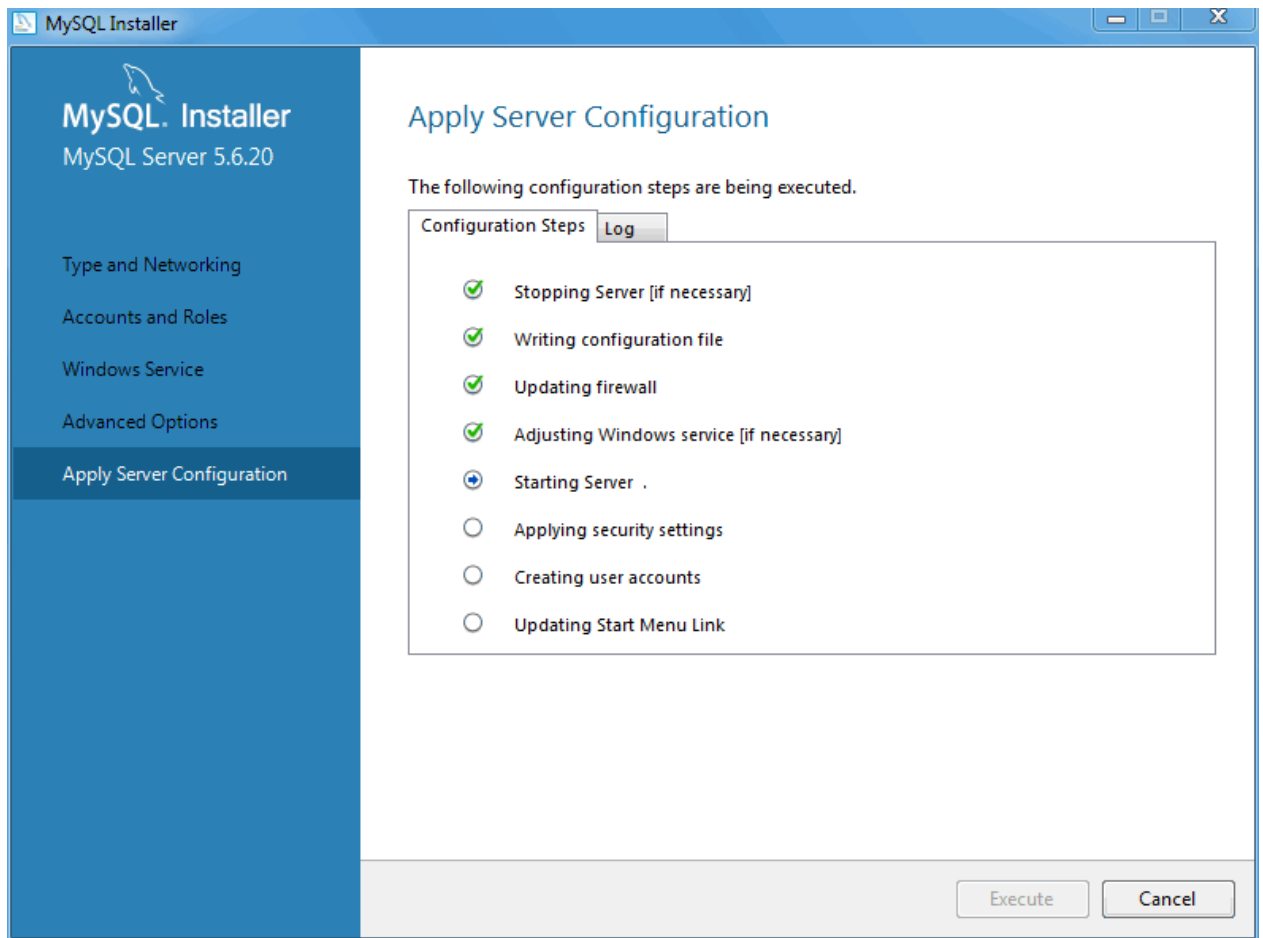 MySQL Installer
MySQL. Installer
MySQL Server 5.6.20
Type and Networking
Accounts and Roles
Windows Service
Advanced Options
Apply Server Configuration
Apply Server Configuration
The following configuration steps are being executed.
Configuration Steps Log
Stopping Server [if necessary]
Writing configuration file
Updating firewall
Adjusting Windows service [if necessary]
Starting Server .
Applying security settings
Creating user accounts
Updating Start Menu Link
Execute Cancel